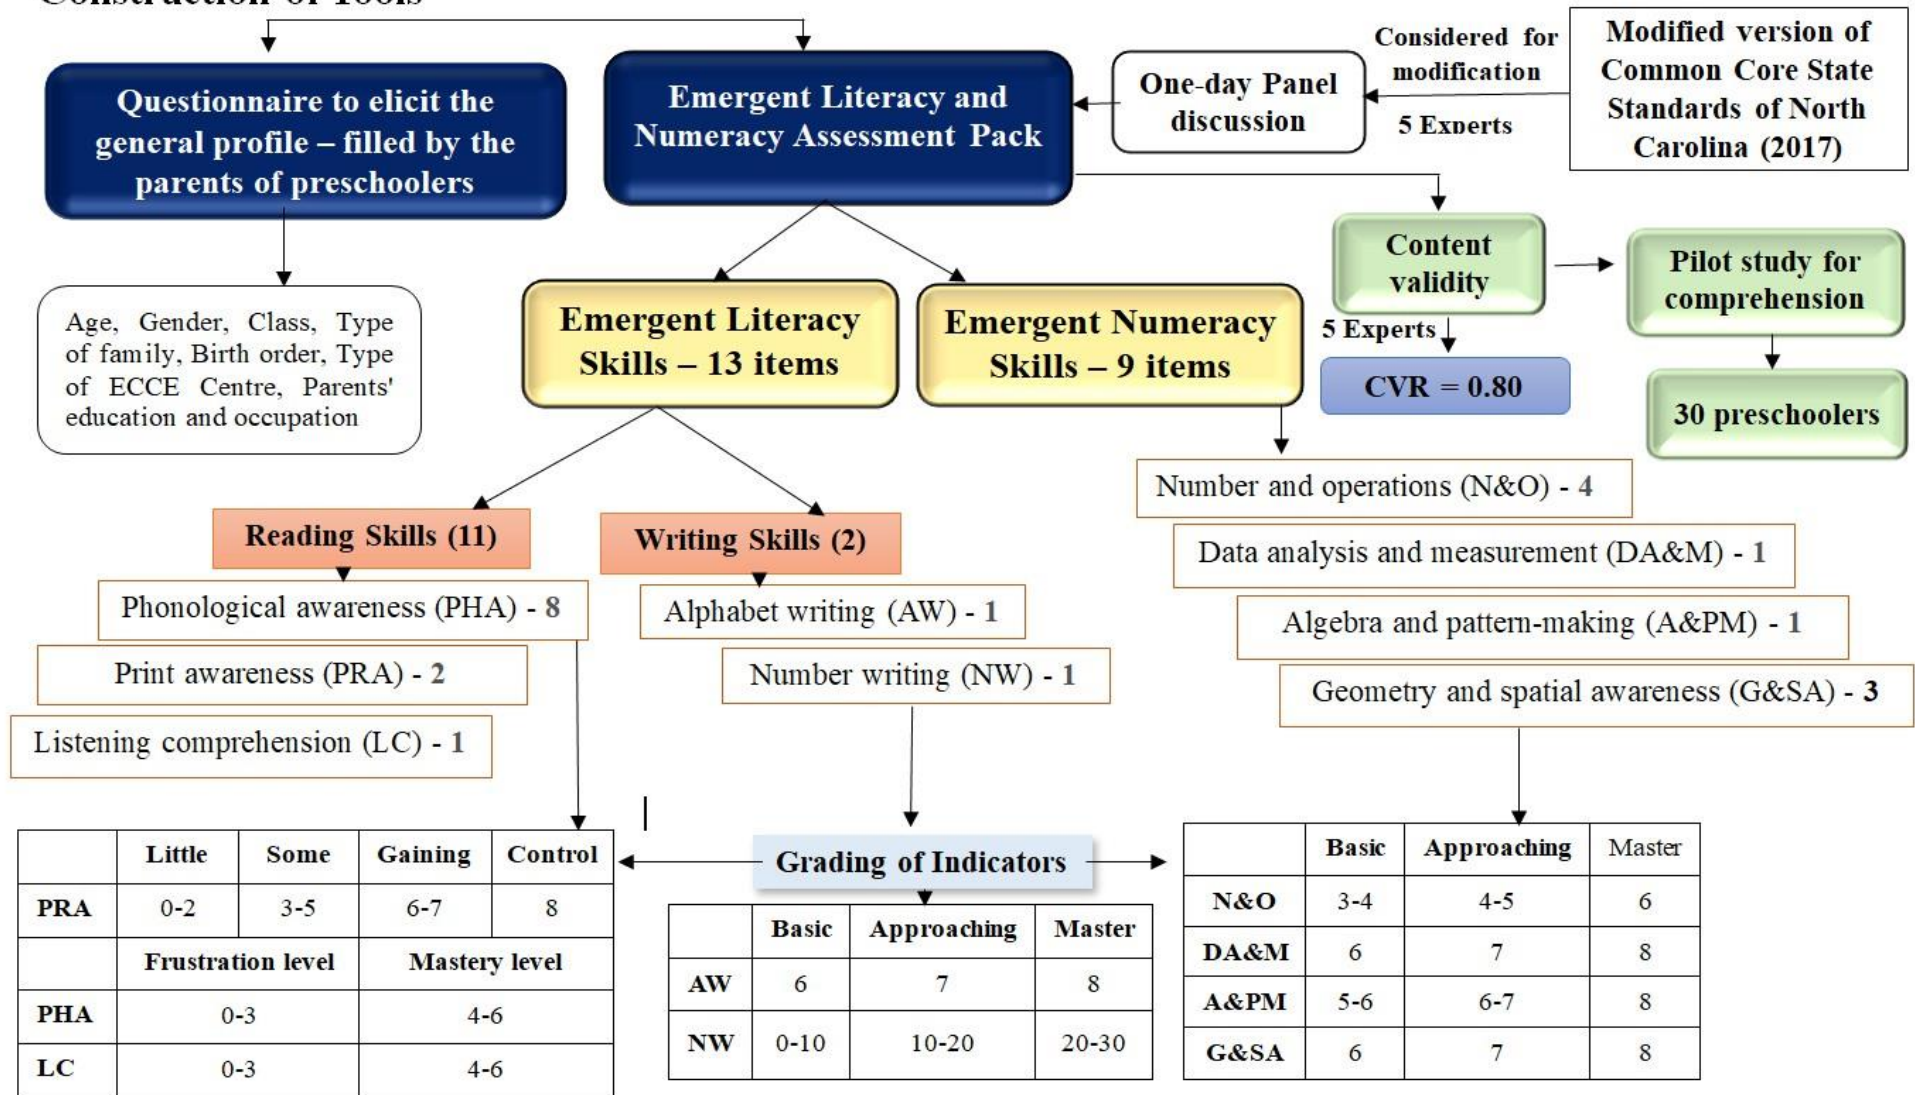 Construction of Tools
Questionnaire to elicit the
general profile – filled by the
parents of preschoolers
Emergent Literacy and
Numeracy Assessment Pack
One-day Panel
discussion
Considered for
modification
5 Experts
Modified version of
Common Core State
Standards of North
Carolina (2017)
Age, Gender, Class, Type
of family, Birth order, Type
of ECCE Centre, Parents'
education and occupation
Emergent Literacy
Skills – 13 items
Emergent Numeracy
Skills – 9 items
Content
validity
5 Experts
CVR = 0.80
Pilot study for
comprehension
30 preschoolers
Reading Skills (11)
Phonological awareness (PHA) - 8
Print awareness (PRA) - 2
Listening comprehension (LC) - 1
Writing Skills (2)
Alphabet writing (AW) - 1
Number writing (NW) - 1
Number and operations (N&O) - 4
Data analysis and measurement (DA&M) - 1
Algebra and pattern-making (A&PM) - 1
Geometry and spatial awareness (G&SA) - 3
Grading of Indicators
Little Some Gaining Control
PRA 0-2 3-5 6-7 8
Frustration level Mastery level
PHA 0-3 4-6
LC 0-3 4-6
Basic Approaching Master
AW 6 7 8
NW 0-10 10-20 20-30
Basic Approaching Master
N&O 3-4 4-5 6
DA&M 6 7 8
A&PM 5-6 6-7 8
G&SA 6 7 8